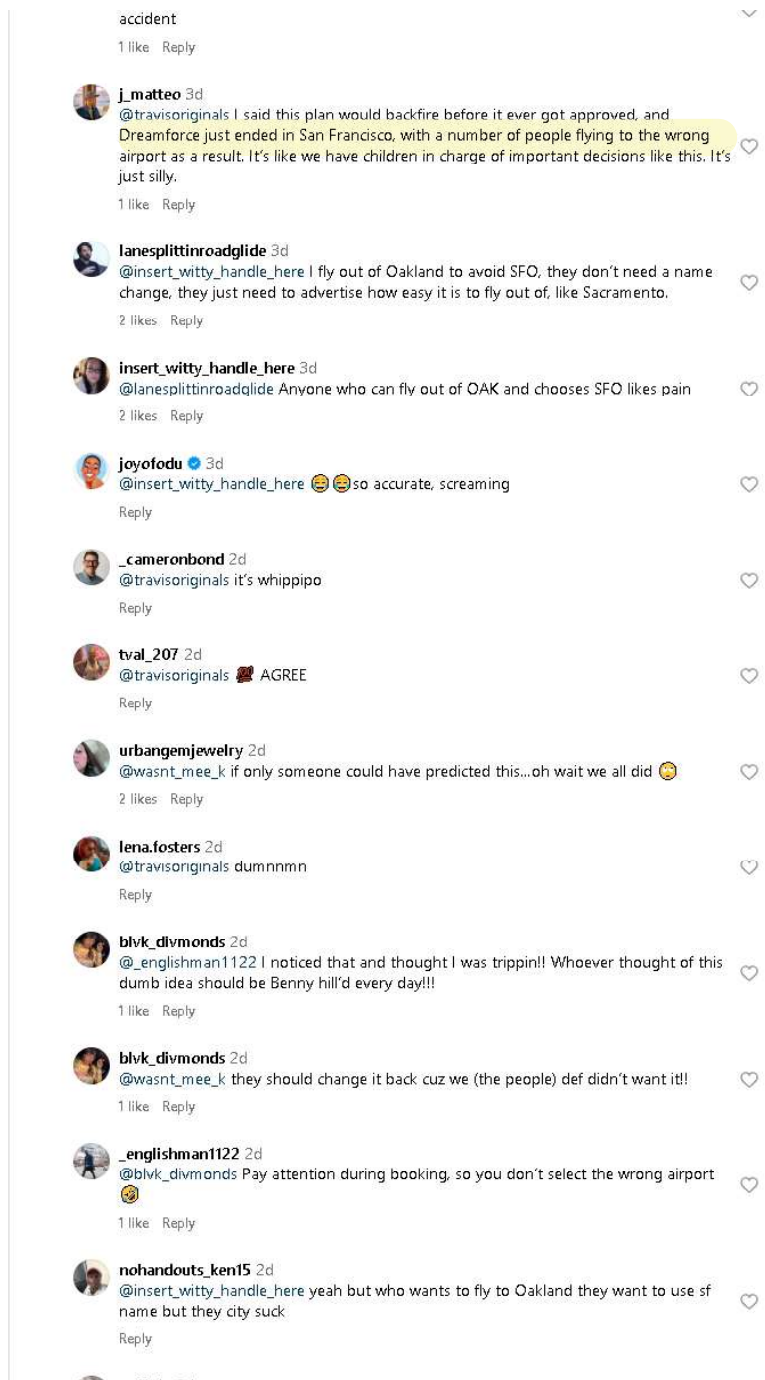 accident
1 like Reply
j_matteo 3d
@travisoriginals I said this plan would backfire before it ever got approved, and
Dreamforce just ended in San Francisco, with a number of people flying to the wrong
airport as a result. It's like we have children in charge of important decisions like this. It's
just silly.
1 like Reply
lanesplittinroadglide 3d
@insert_witty_handle_here I fly out of Oakland to avoid SFO, they don't need a name
change, they just need to advertise how easy it is to fly out of, like Sacramento.
2 likes Reply
insert_witty_handle_here 3d
@lanesplittinroadglide Anyone who can fly out of OAK and chooses SFO likes pain
2 likes Reply
joyofodu 3d
@insert_witty_handle_here 😂😂so accurate, screaming
Reply
_cameronbond 2d
@travisoriginals it's whippipo
Reply
tval_207 2d
@travisoriginals 💯 AGREE
Reply
urbangemjewelry 2d
@wasnt_mee_k if only someone could have predicted this...oh wait we all did 🙄
2 likes Reply
lena.fosters 2d
@travisoriginals dumnnmn
Reply
blvk_divmonds 2d
@_englishman1122 I noticed that and thought I was trippin!! Whoever thought of this
dumb idea should be Benny hill'd every day!!!
1 like Reply
blvk_divmonds 2d
@wasnt_mee_k they should change it back cuz we (the people) def didn't want it!!
1 like Reply
_englishman1122 2d
@blvk_divmonds Pay attention during booking, so you don't select the wrong airport
🤣
1 like Reply
nohandouts_ken15 2d
@insert_witty_handle_here yeah but who wants to fly to Oakland they want to use sf
name but they city suck
Reply